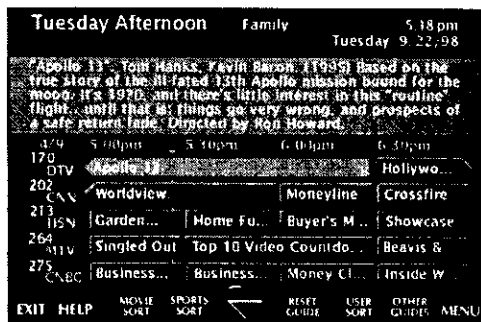 Tuesday Afternoon Family 5.38 pm
Tuesday 9.22/98
"Apollo 13". Tom Hanks, Kevin Baron. (1995) Based on the
true story of the ill-fated 13th Apollo mission bound for the
moon. It's 1970, and there's little interest in this "routine"
flight.. until that is; things go very wrong, and prospects of
a safe return fade. Directed by Ron Howard.
5:00pm 5:30pm 6:00pm 6:30pm
170 DTV Apollo 13 Hollywo...
202 CNN Worldview Moneyline Crossfire
213 Garden... Home Fu... Buyer's M... Showcase
264 MTV Singled Out Top 10 Video Countdo... Beavis &
275 CNBC Business... Business... Money Cl... Inside W...
EXIT HELP MOVIE SORT SPORTS SORT RESET GUIDE USER SORT OTHER GUIDES MENU